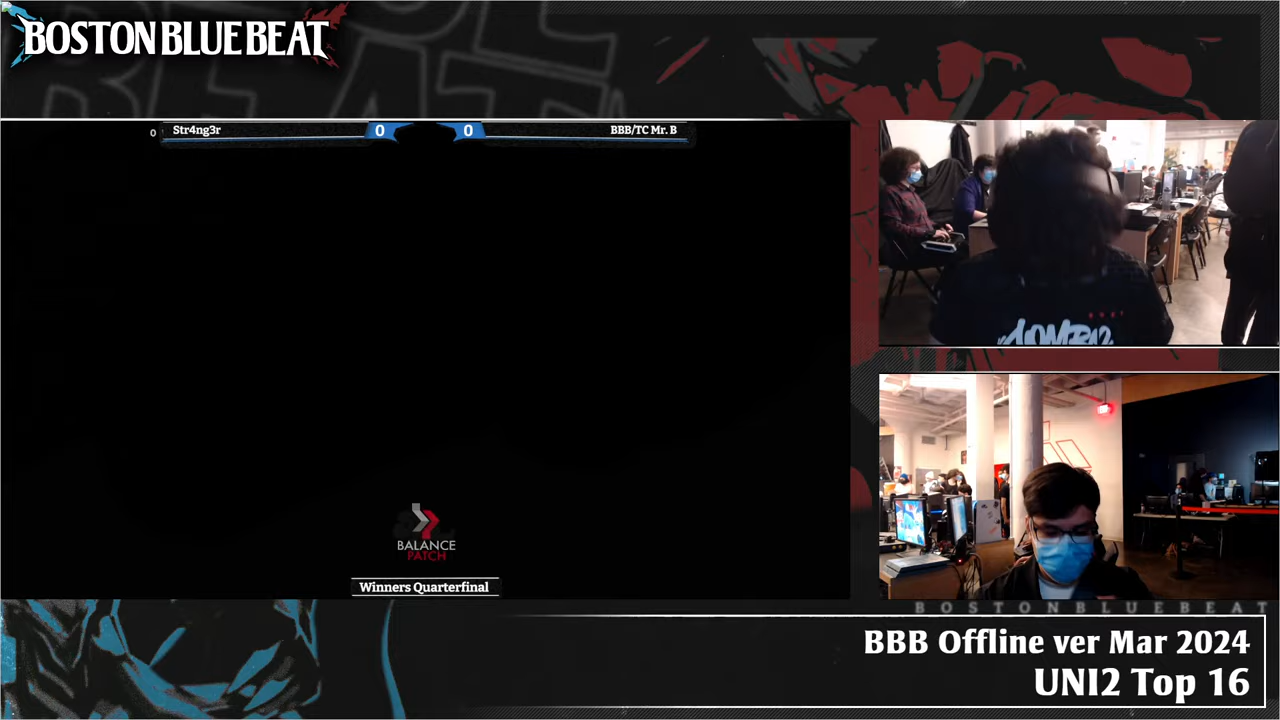 BOSTON BLUE BEAT
0 Str4ng3r 0 0 BBB/TC Mr. B
BALANCE
PATCH
Winners Quarterfinal
BOSTONBLUEBEAT
BBB Offline ver Mar 2024
UNI2 Top 16